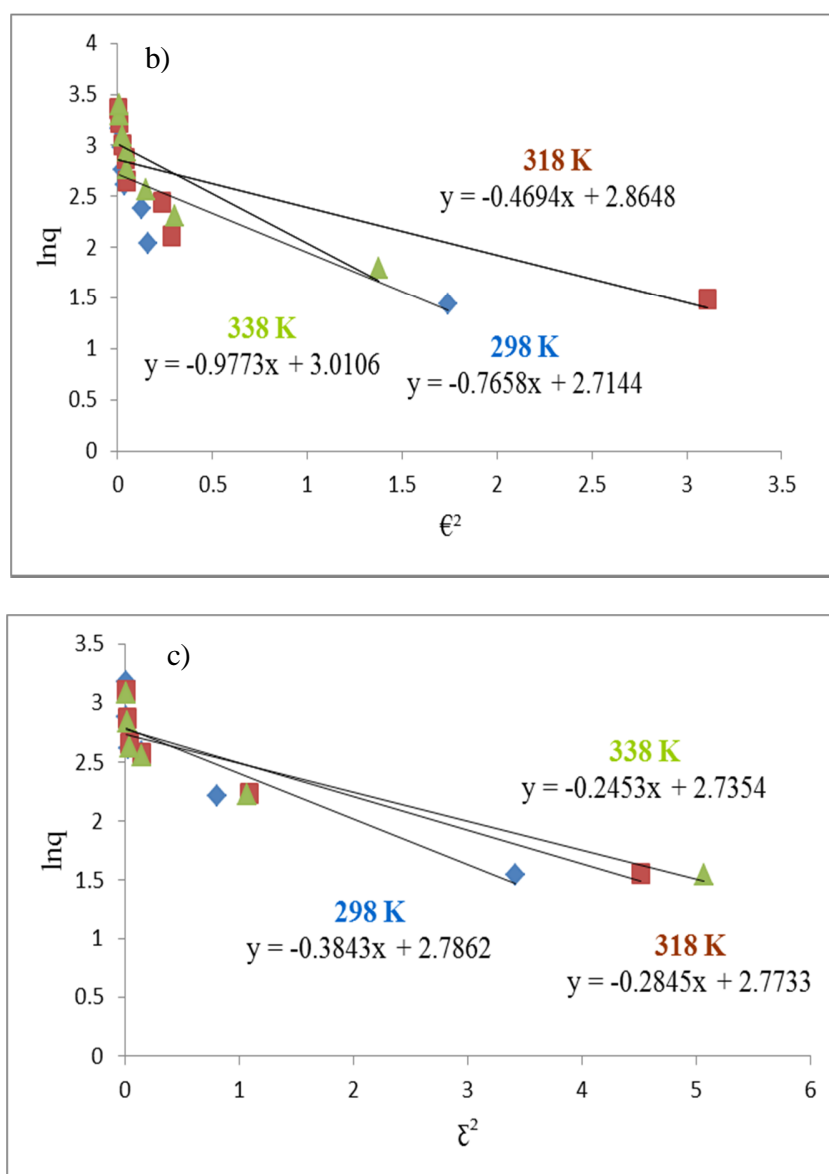 b)
4
3.5
3
2.5
2
1.5
1
0.5
0
lnq
318 K
y = -0.4694x + 2.8648
338 K
y = -0.9773x + 3.0106
298 K
y = -0.7658x + 2.7144
0 0.5 1 1.5 2 2.5 3 3.5
€²
c)
3.5
3
2.5
2
1.5
1
0.5
0
lnq
338 K
y = -0.2453x + 2.7354
298 K
y = -0.3843x + 2.7862
318 K
y = -0.2845x + 2.7733
0 1 2 3 4 5 6
ℇ²